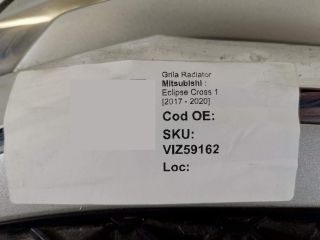 Grila Radiator
Mitsubishi :
Eclipse Cross 1
[2017 - 2020]
Cod OE:
SKU:
VIZ59162
Loc: